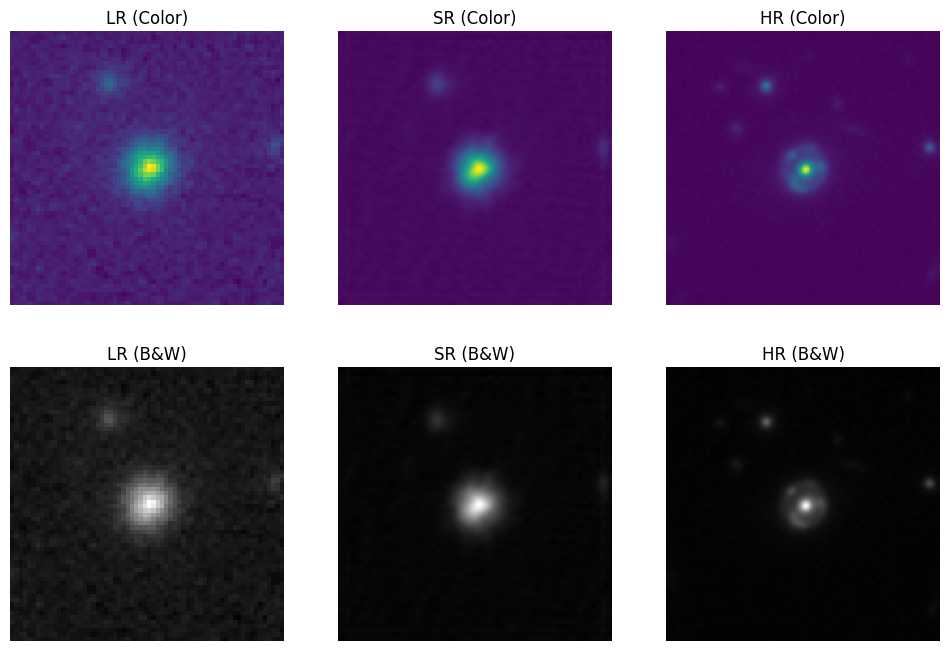 LR (Color)
SR (Color)
HR (Color)
LR (B&W)
SR (B&W)
HR (B&W)